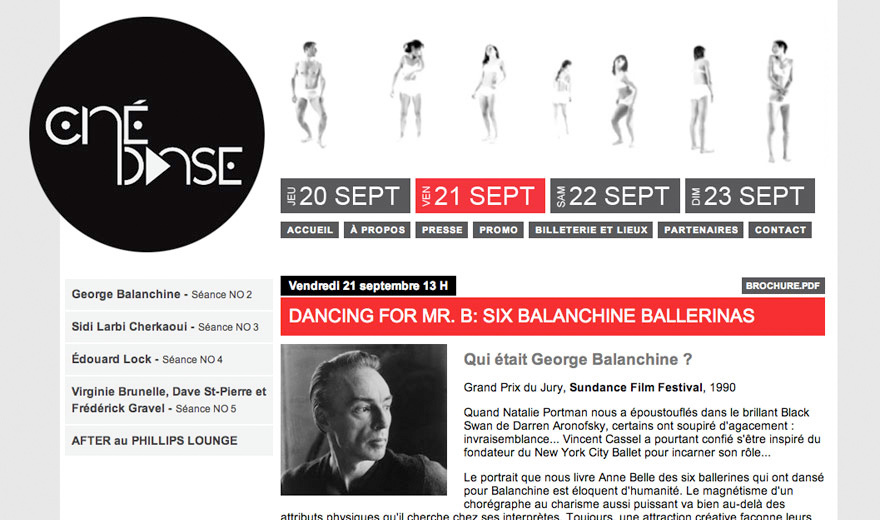 CINÉ
DANSE
JEU 20 SEPT
VEN 21 SEPT
SAM 22 SEPT
DIM 23 SEPT
ACCUEIL
À PROPOS
PRESSE
PROMO
BILLETERIE ET LIEUX
PARTENAIRES
CONTACT
George Balanchine - Séance NO 2
Sidi Larbi Cherkaoui - Séance NO 3
Édouard Lock - Séance NO 4
Virginie Brunelle, Dave St-Pierre et
Frédérick Gravel - Séance NO 5
AFTER au PHILLIPS LOUNGE
Vendredi 21 septembre 13 H
BROCHURE.PDF
DANCING FOR MR. B: SIX BALANCHINE BALLERINAS
Qui était George Balanchine ?
Grand Prix du Jury, Sundance Film Festival, 1990
Quand Natalie Portman nous a époustouflés dans le brillant Black
Swan de Darren Aronofsky, certains ont soupiré d'agacement :
invraisemblance... Vincent Cassel a pourtant confié s'être inspiré du
fondateur du New York City Ballet pour incarner son rôle...
Le portrait que nous livre Anne Belle des six ballerines qui ont dansé
pour Balanchine est éloquent d'humanité. Le magnétisme d'un
chorégraphe au charisme aussi puissant va bien au-delà des
attributs physiques qu'il cherche chez ses interprètes. Toujours, une attraction créative façonne leurs